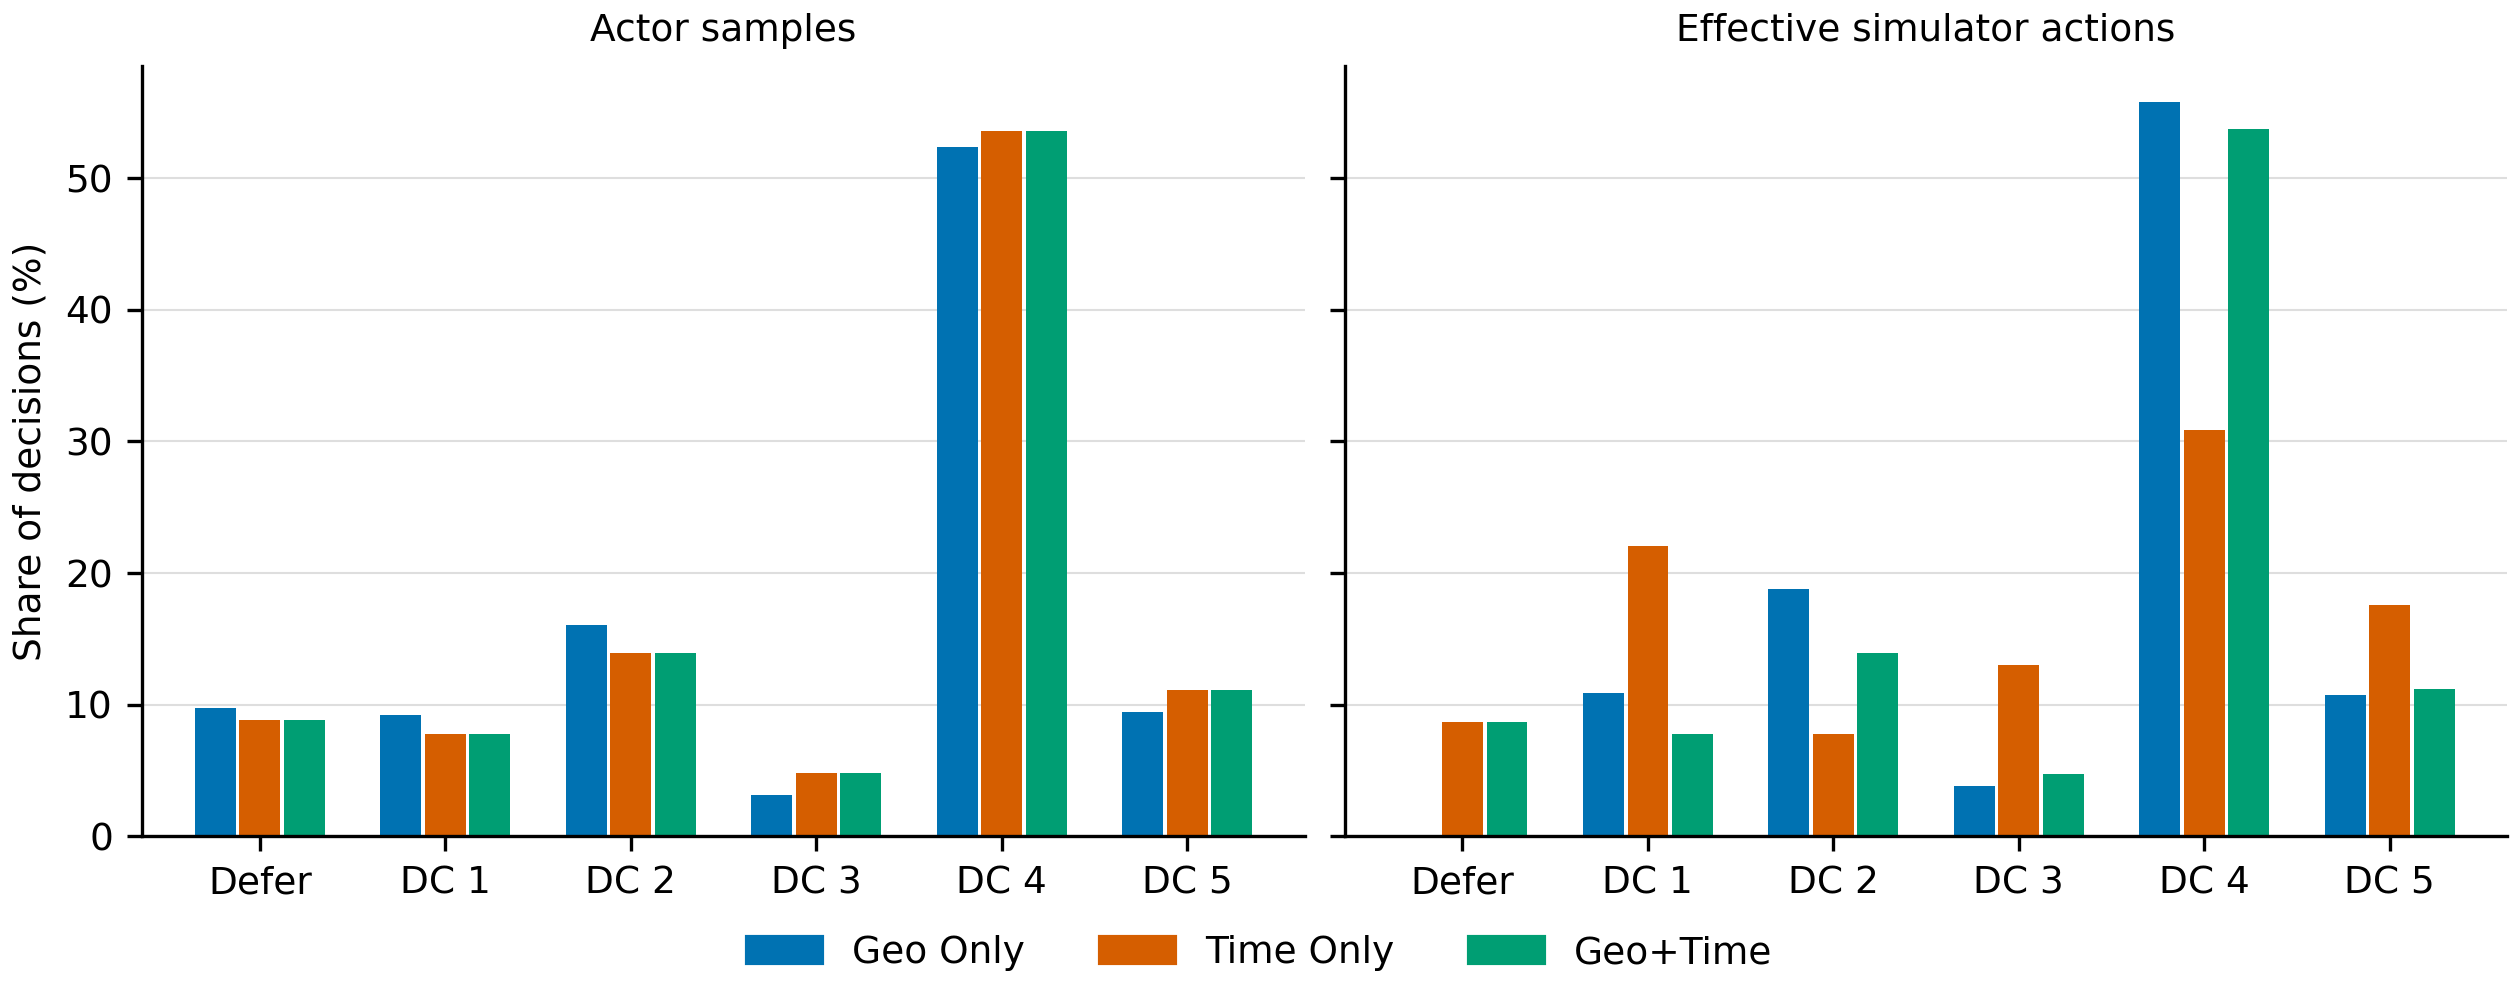 Actor samples
Effective simulator actions
Share of decisions (%)
50
40
30
20
10
0
Defer DC 1 DC 2 DC 3 DC 4 DC 5
Defer DC 1 DC 2 DC 3 DC 4 DC 5
Geo Only Time Only Geo+Time